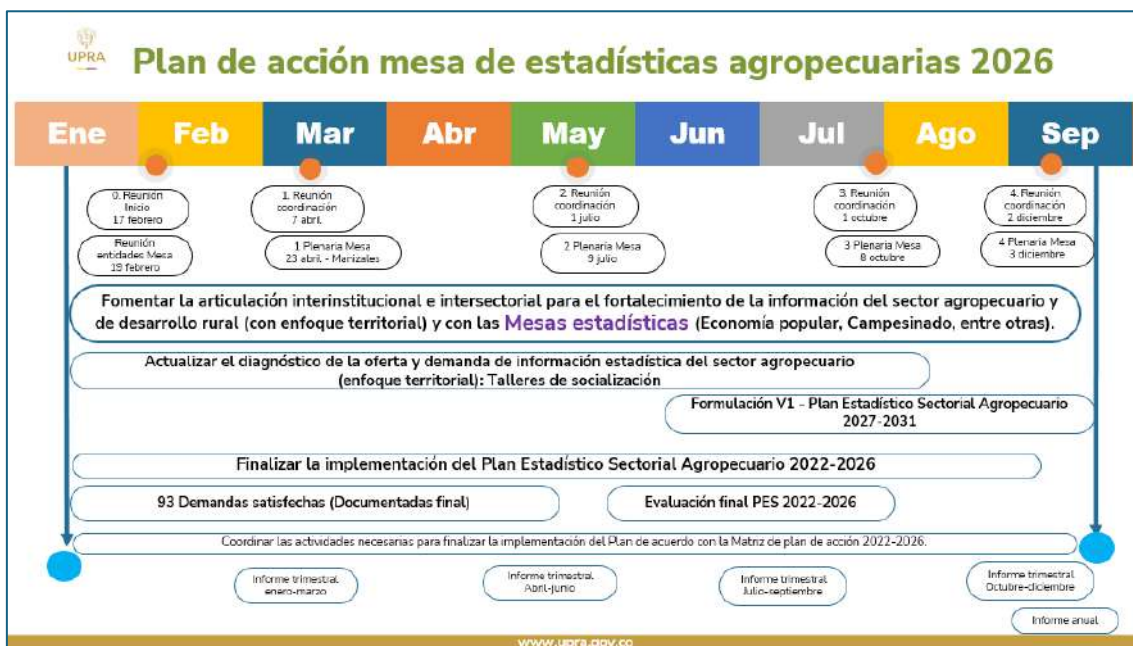 UPRA
Plan de acción mesa de estadísticas agropecuarias 2026
Ene Feb Mar Abr May Jun Jul Ago Sep
0. Reunión
Inicio
17 febrero
1. Reunión
coordinación
7 abril.
2. Reunión
coordinación
1 julio
3. Reunión
coordinación
1 octubre
4. Reunión
coordinación
2 diciembre
Reunión
entidades Mesa
19 febrero
1 Plenaria Mesa
23 abril - Manizales
2 Plenaria Mesa
9 julio
3 Plenaria Mesa
8 octubre
4 Plenaria Mesa
3 diciembre
Fomentar la articulación interinstitucional e intersectorial para el fortalecimiento de la información del sector agropecuario y
de desarrollo rural (con enfoque territorial) y con las Mesas estadísticas (Economía popular, Campesinado, entre otras).
Actualizar el diagnóstico de la oferta y demanda de información estadística del sector agropecuario
(enfoque territorial): Talleres de socialización
Formulación V1 - Plan Estadístico Sectorial Agropecuario
2027-2031
Finalizar la implementación del Plan Estadístico Sectorial Agropecuario 2022-2026
93 Demandas satisfechas (Documentadas final)
Evaluación final PES 2022-2026
Coordinar las actividades necesarias para finalizar la implementación del Plan de acuerdo con la Matriz de plan de acción 2022-2026.
Informe trimestral
enero-marzo
Informe trimestral
Abril-junio
Informe trimestral
Julio-septiembre
Informe trimestral
Octubre-diciembre
Informe anual
www.upra.gov.co